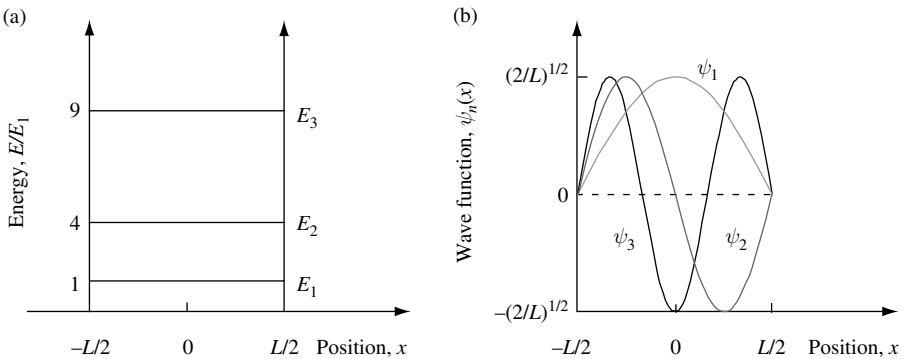 (a)
Energy, E/E₁
9
4
1
E₃
E₂
E₁
−L/2
0
L/2
Position, x
(b)
Wave function, ψₙ(x)
(2/L)^1/2
0
−(2/L)^1/2
ψ₁
ψ₃
ψ₂
−L/2
0
L/2
Position, x